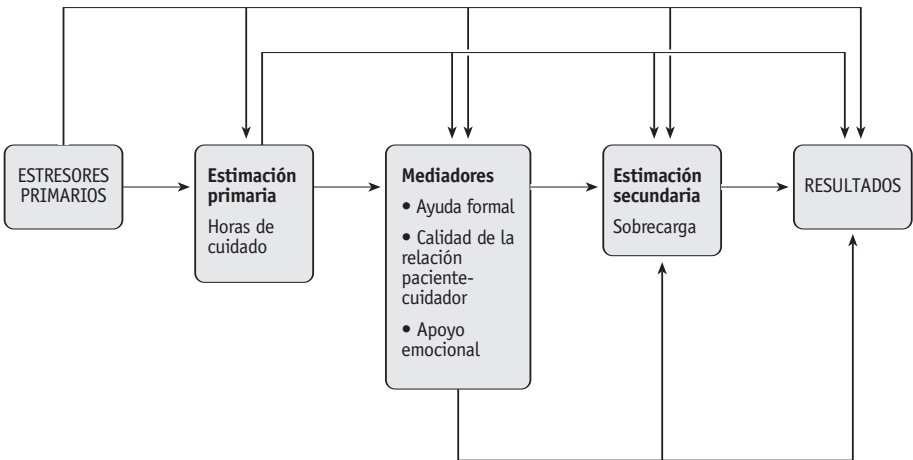 ESTRESORES
PRIMARIOS
Estimación
primaria
Horas de
cuidado
Mediadores
• Ayuda formal
• Calidad de la
relación
paciente-
cuidador
• Apoyo
emocional
Estimación
secundaria
Sobrecarga
RESULTADOS